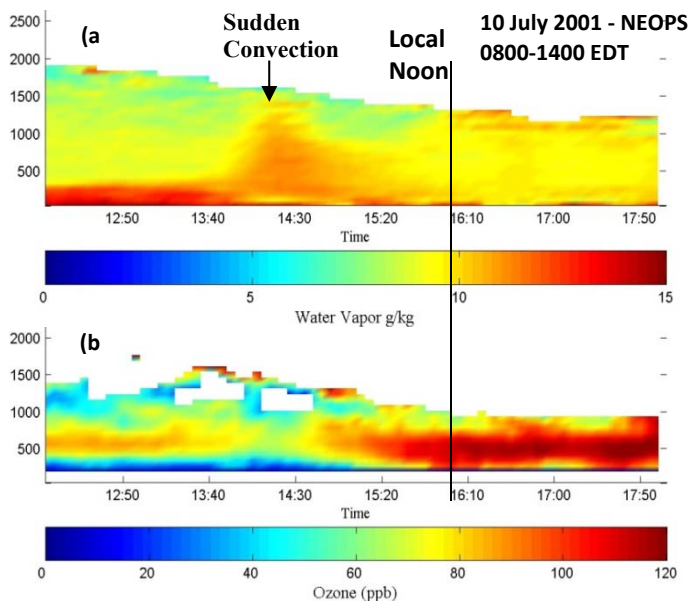 2500
2000
1500
1000
500
(a
Sudden
Convection
Local
Noon
10 July 2001 - NEOPS
0800-1400 EDT
12:50 13:40 14:30 15:20 16:10 17:00 17:50
Time
0 5 10 15
Water Vapor g/kg
2000
1500
1000
500
(b
12:50 13:40 14:30 15:20 16:10 17:00 17:50
Time
0 20 40 60 80 100 120
Ozone (ppb)